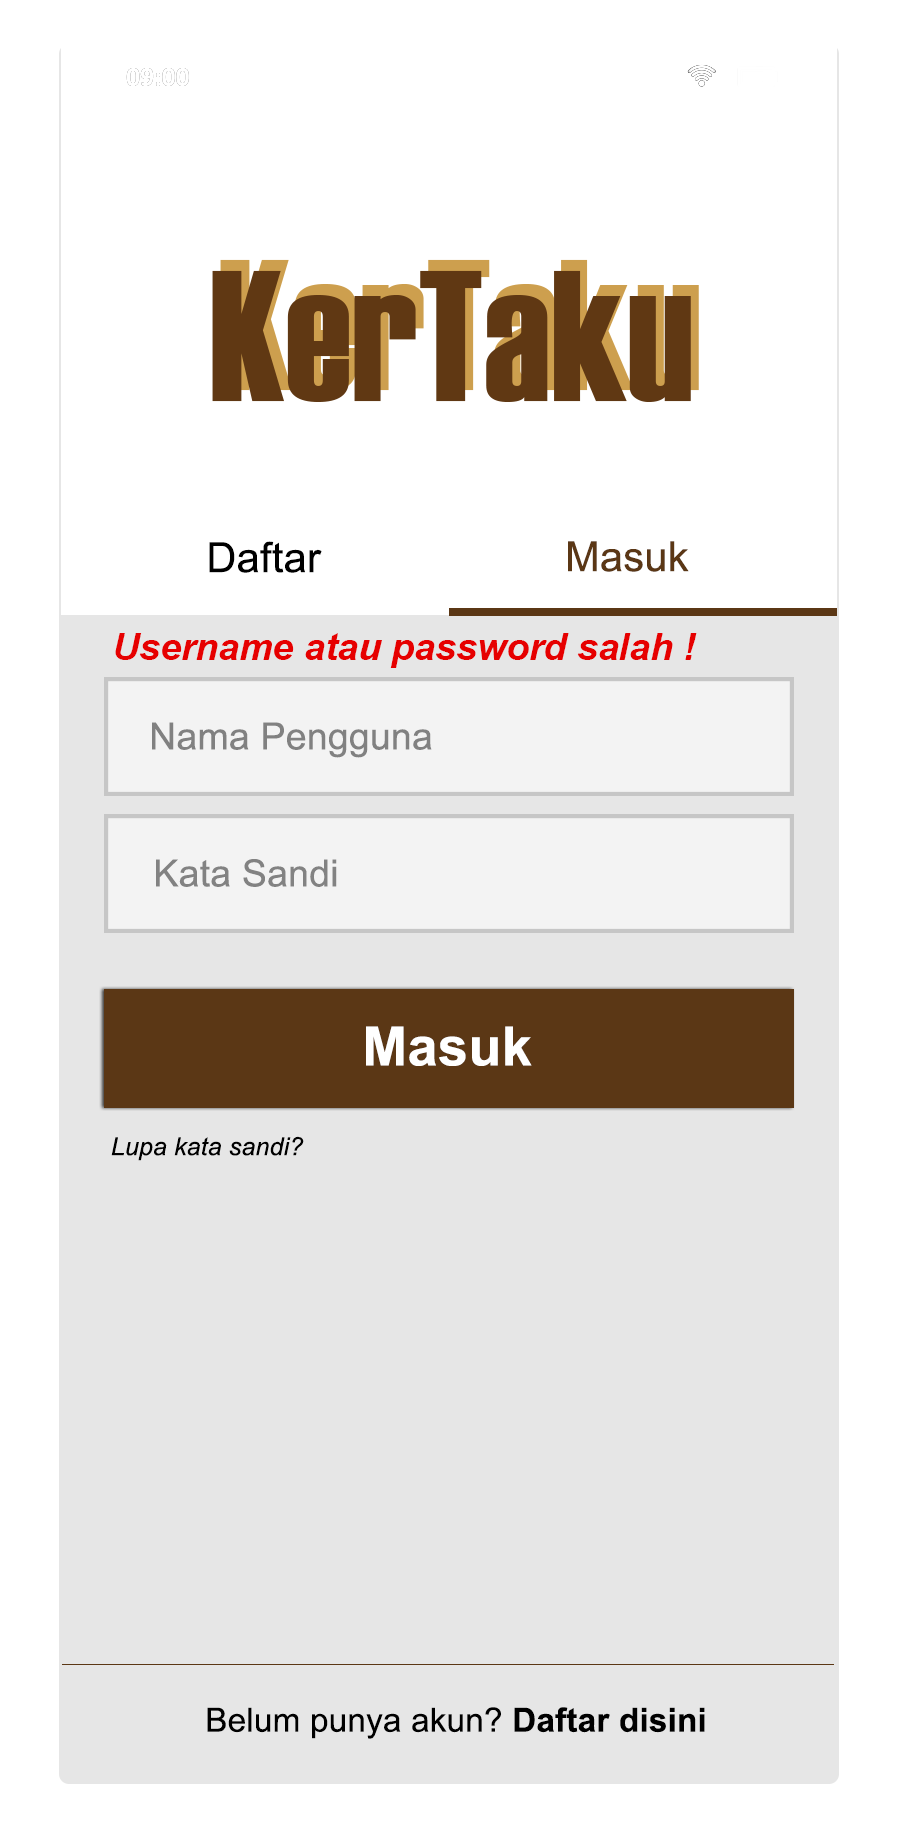 09:00
KerTaku
Daftar
Masuk
Username atau password salah !
Nama Pengguna
Kata Sandi
Masuk
Lupa kata sandi?
Belum punya akun? Daftar disini